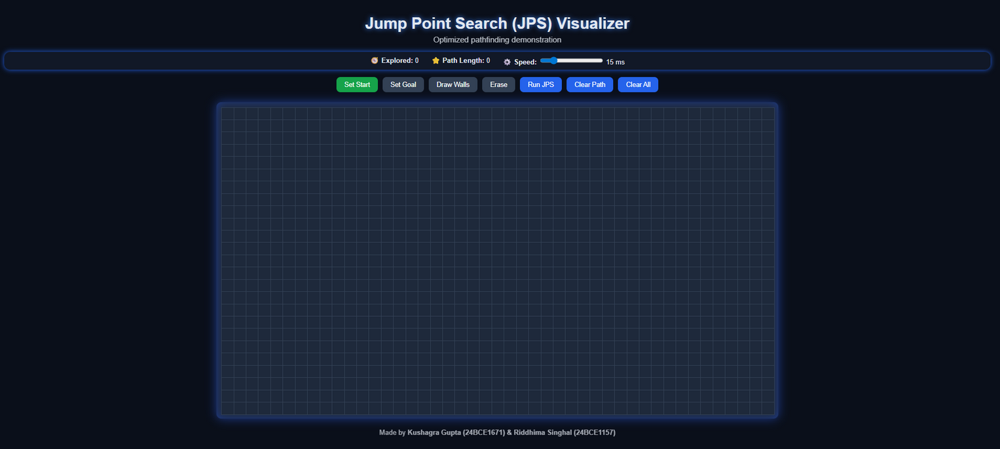 Jump Point Search (JPS) Visualizer
Optimized pathfinding demonstration
🧭 Explored: 0 ⭐ Path Length: 0 ⚙️ Speed: 15 ms
Set Start Set Goal Draw Walls Erase Run JPS Clear Path Clear All
Made by Kushagra Gupta (24BCE1671) & Riddhima Singhal (24BCE1157)